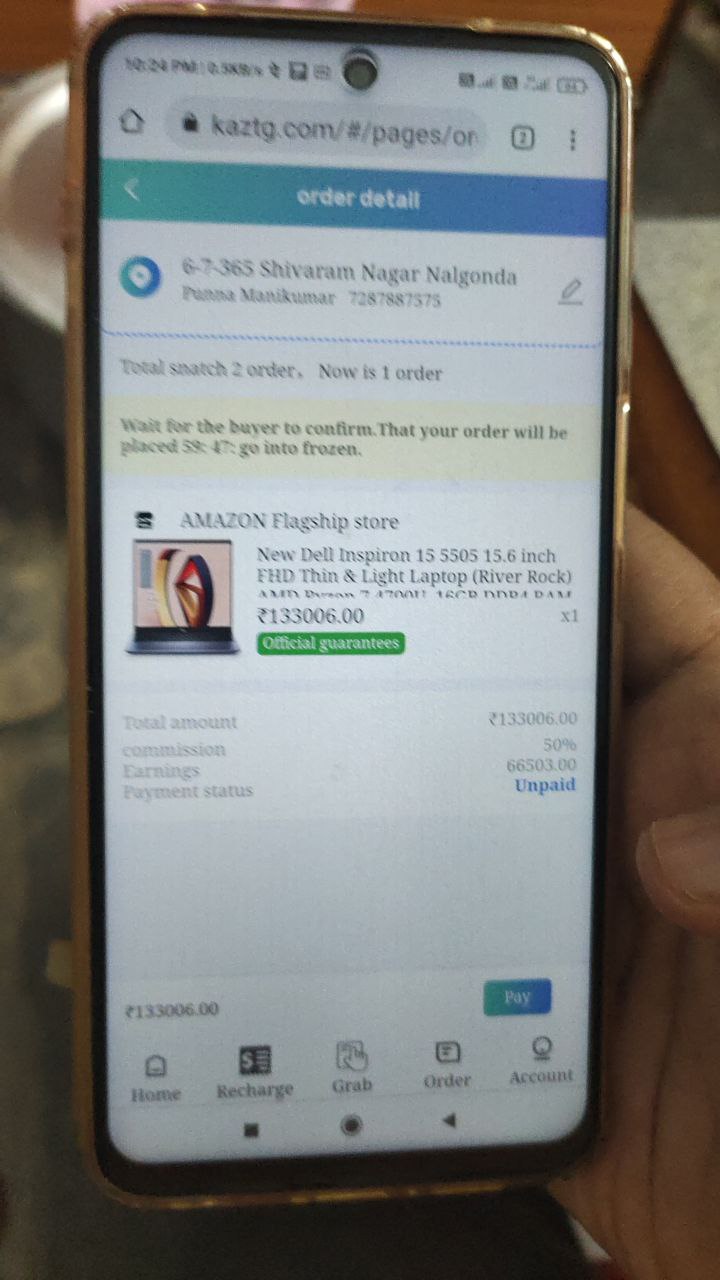 10:24 PM | 0.3KB/s
kaztg.com/#/pages/or
2
order detail
6-7-365 Shivaram Nagar Nalgonda
Punna Manikumar 7287887575
Total snatch 2 order, Now is 1 order
Wait for the buyer to confirm.That your order will be
placed 59: 47: go into frozen.
AMAZON Flagship store
New Dell Inspiron 15 5505 15.6 inch
FHD Thin & Light Laptop (River Rock)
AMD Ryzen 7 4700U, 16GB DDR4 RAM
₹133006.00 x1
Official guarantees
Total amount ₹133006.00
commission 50%
Earnings 66503.00
Payment status Unpaid
₹133006.00 Pay
Home Recharge Grab Order Account